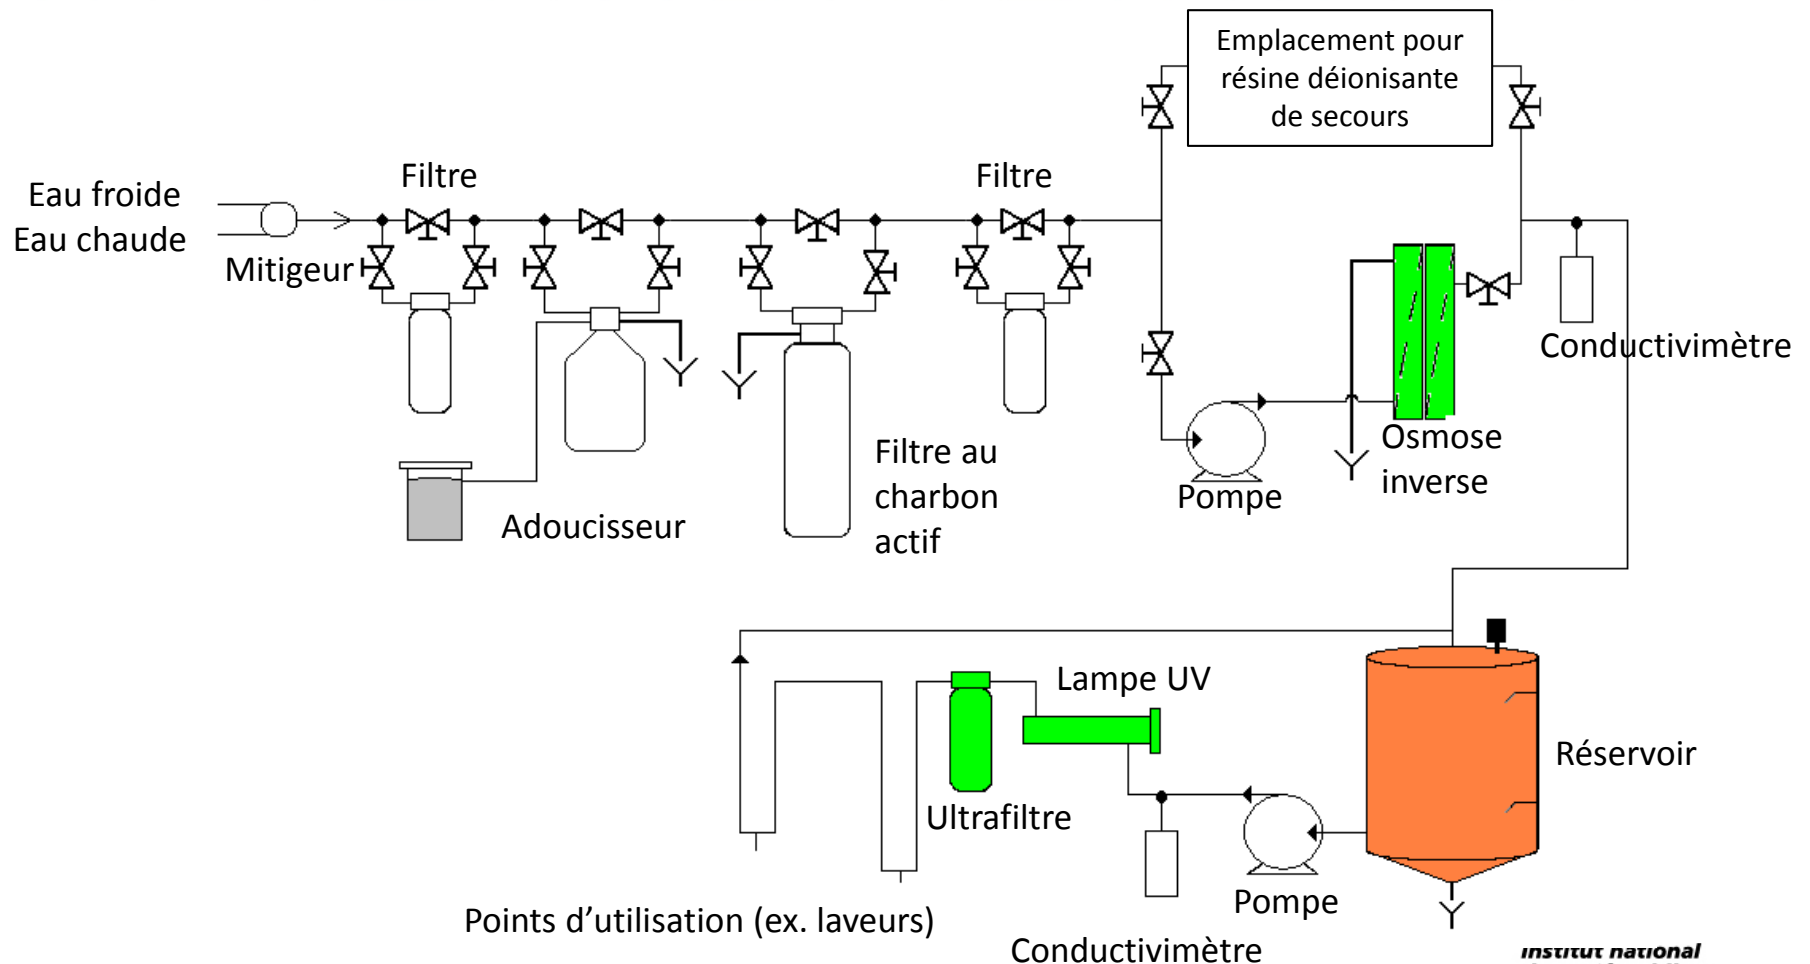 Emplacement pour
résine déionisante
de secours
Filtre
Filtre
Eau froide
Eau chaude
Mitigeur
Conductivimètre
Osmose
inverse
Filtre au
charbon
actif
Pompe
Adoucisseur
Lampe UV
Réservoir
Ultrafiltre
Pompe
Points d’utilisation (ex. laveurs)
Conductivimètre
Institut national